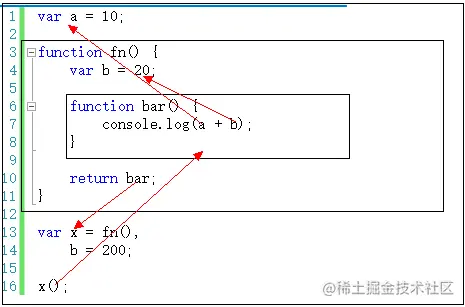 1 var a = 10;
2
3 function fn() {
4     var b = 20;
5
6     function bar() {
7         console.log(a + b);
8     }
9
10     return bar;
11 }
12
13 var x = fn(),
14     b = 200;
15
16 x();
@稀土掘金技术社区